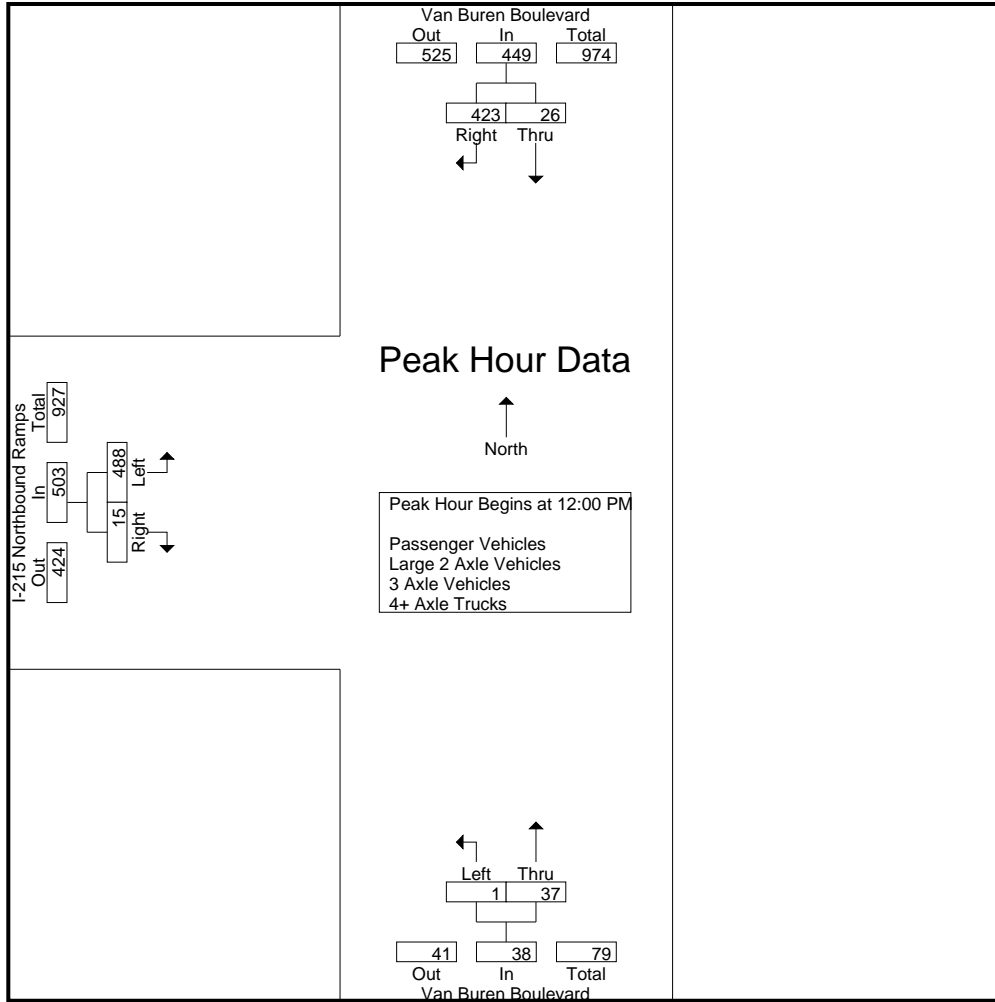 Van Buren Boulevard
Out In Total
525 449 974
423 26
Right Thru
Peak Hour Data
North
I-215 Northbound Ramps
Out In Total
424 503 927
15 488
Right Left
Peak Hour Begins at 12:00 PM
Passenger Vehicles
Large 2 Axle Vehicles
3 Axle Vehicles
4+ Axle Trucks
Left Thru
1 37
41 38 79
Out In Total
Van Buren Boulevard